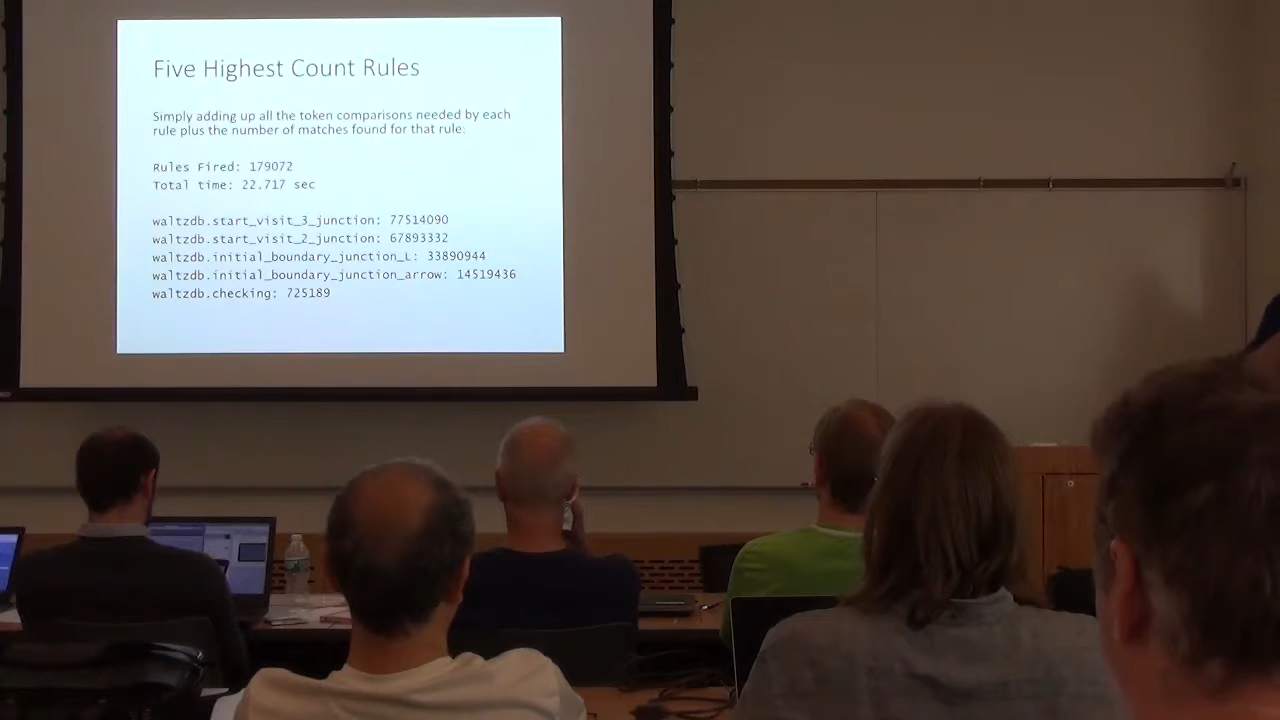 Five Highest Count Rules
Simply adding up all the token comparisons needed by each
rule plus the number of matches found for that rule:
Rules Fired: 179072
Total time: 22.717 sec
waltzdb.start_visit_3_junction: 77514090
waltzdb.start_visit_2_junction: 67893332
waltzdb.initial_boundary_junction_L: 33890944
waltzdb.initial_boundary_junction_arrow: 14519436
waltzdb.checking: 725189